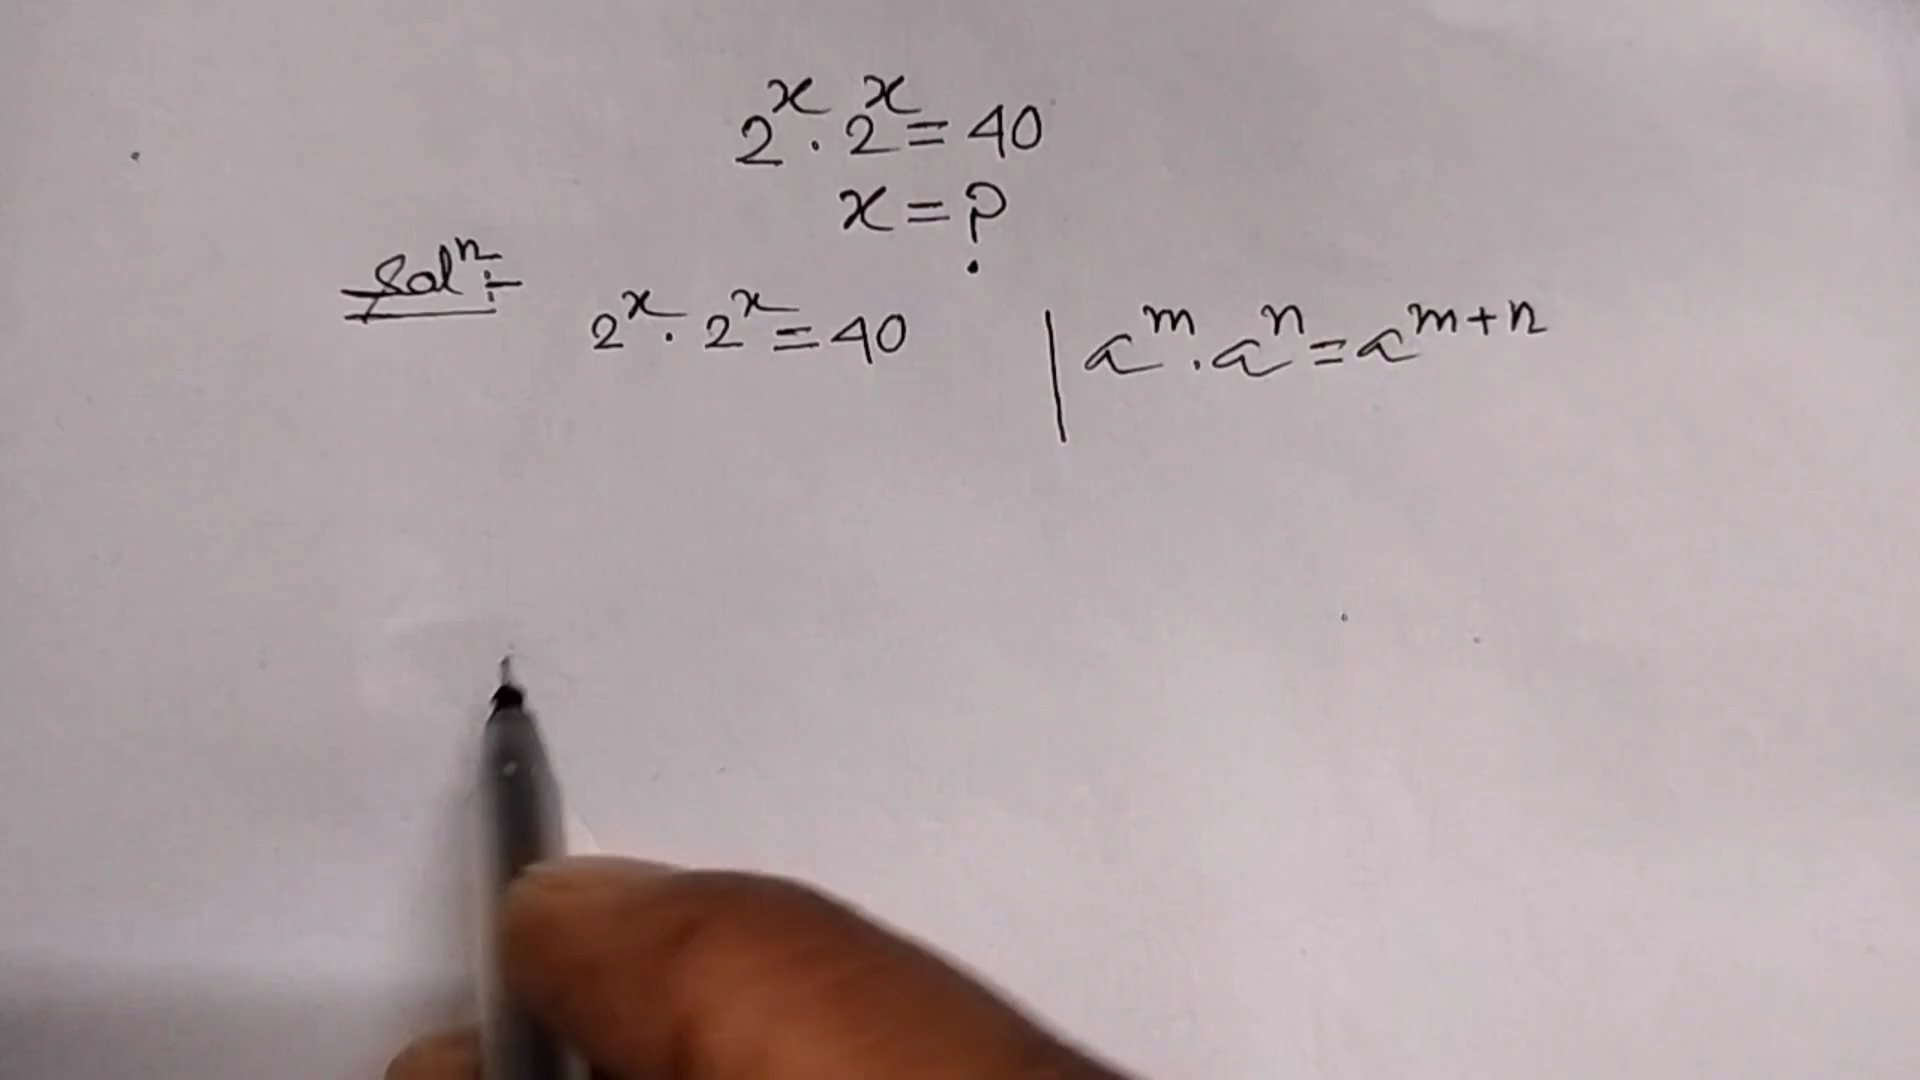 2^x . 2^x = 40
x = ?
Sol^n :-
2^x . 2^x = 40 | a^m . a^n = a^{m+n}